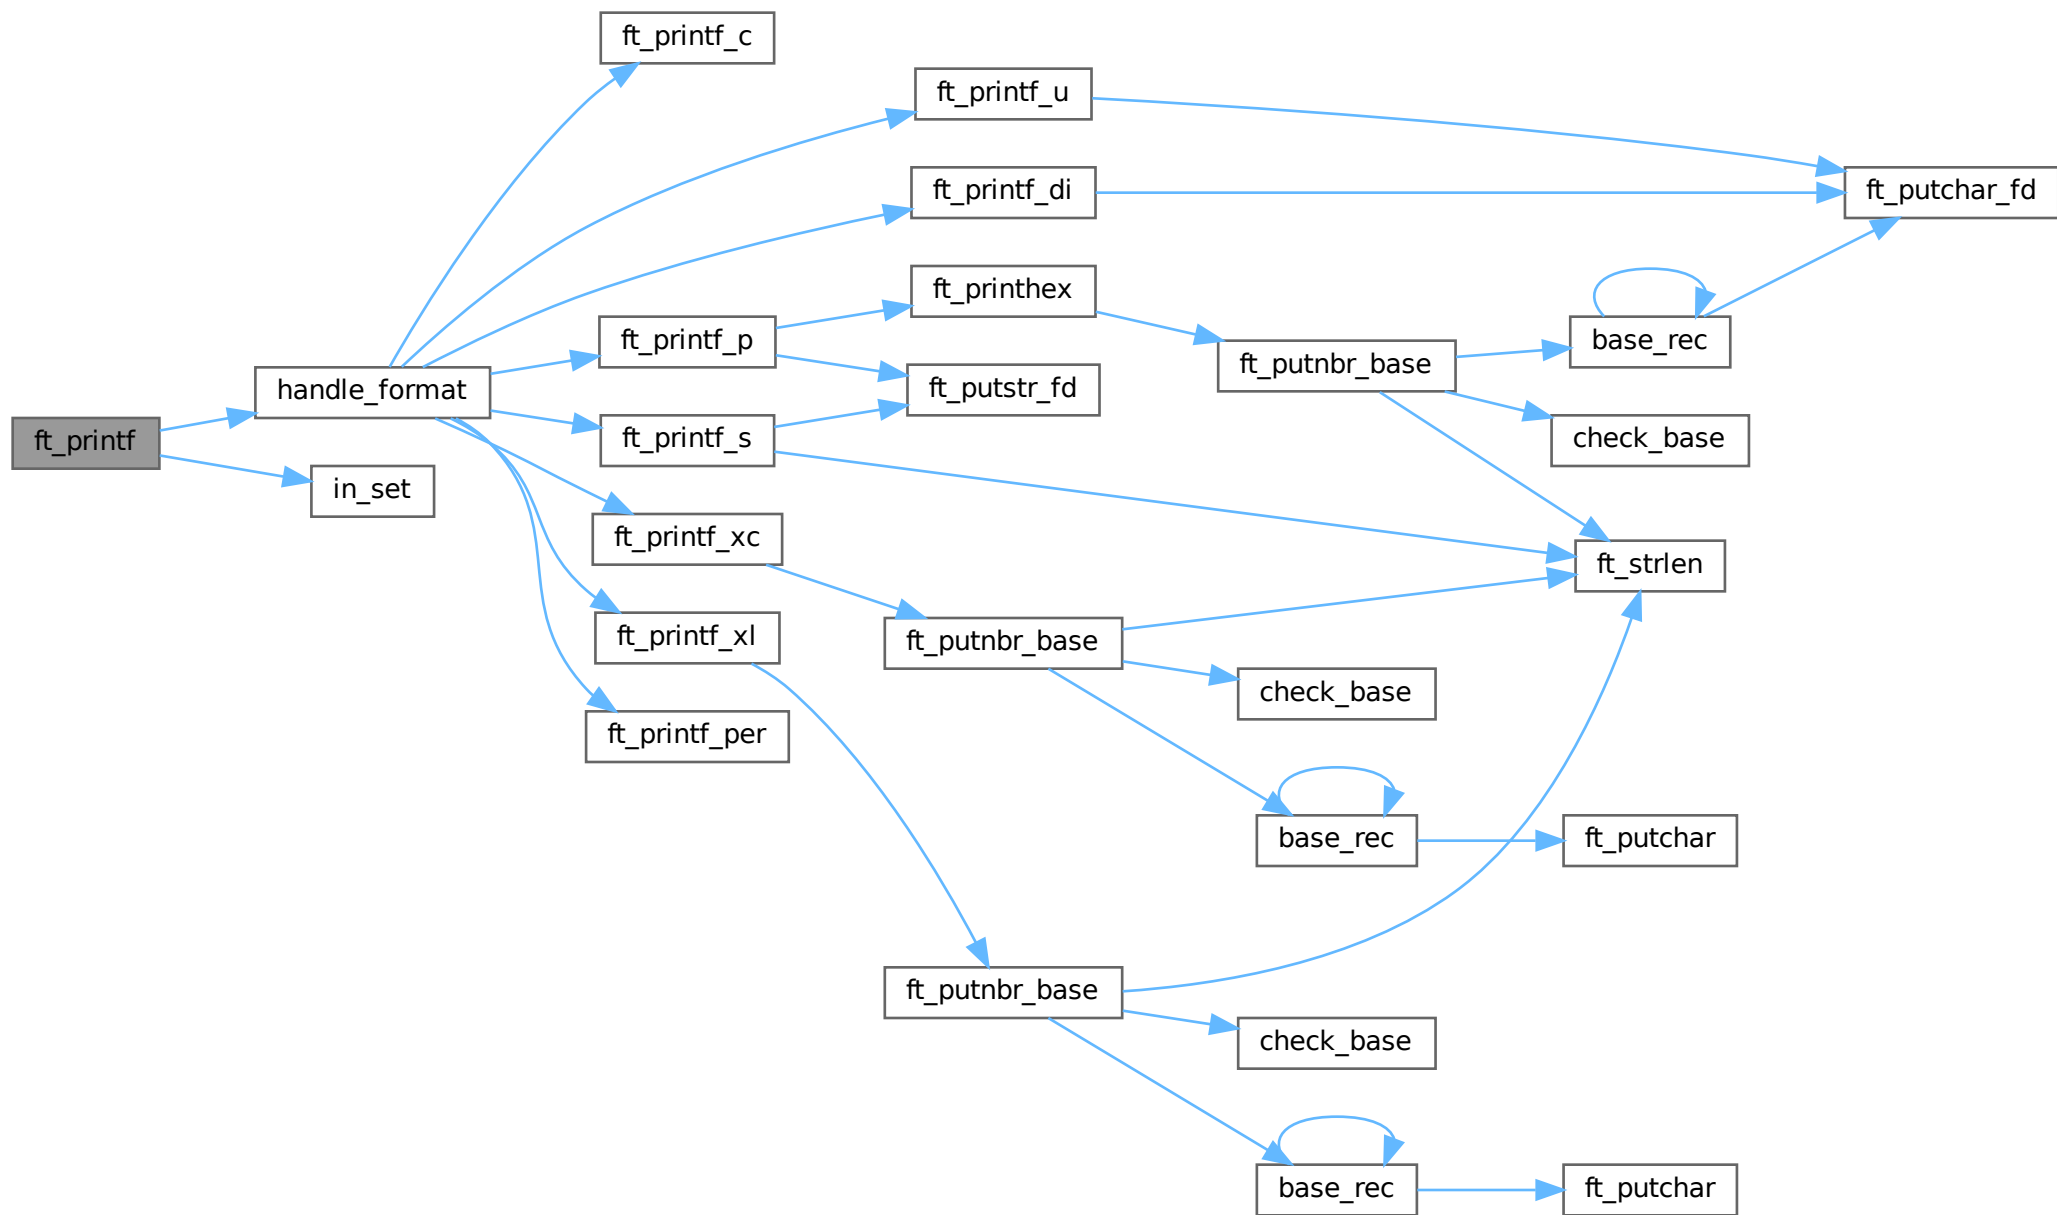 ft_printf_c
ft_printf_u
ft_printf_di
ft_putchar_fd
ft_printhex
ft_printf_p
base_rec
ft_putnbr_base
handle_format
ft_putstr_fd
ft_printf
ft_printf_s
check_base
in_set
ft_printf_xc
ft_strlen
ft_printf_xl
ft_putnbr_base
check_base
ft_printf_per
base_rec
ft_putchar
ft_putnbr_base
check_base
base_rec
ft_putchar